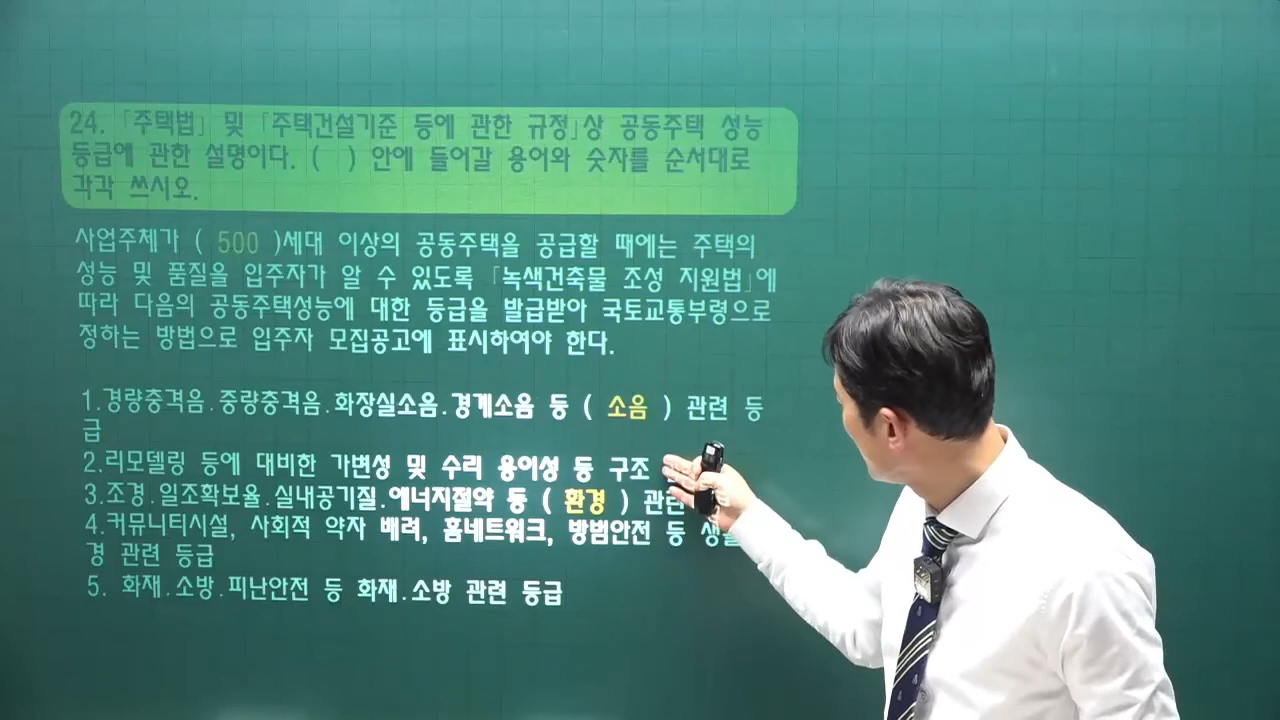 24. 「주택법」 및 「주택건설기준 등에 관한 규정」상 공동주택 성능
등급에 관한 설명이다. (   ) 안에 들어갈 용어와 숫자를 순서대로
각각 쓰시오.
사업주체가 ( 500 )세대 이상의 공동주택을 공급할 때에는 주택의
성능 및 품질을 입주자가 알 수 있도록 「녹색건축물 조성 지원법」에
따라 다음의 공동주택성능에 대한 등급을 발급받아 국토교통부령으로
정하는 방법으로 입주자 모집공고에 표시하여야 한다.
1.경량충격음.중량충격음.화장실소음.경계소음 등 ( 소음 ) 관련 등
급
2.리모델링 등에 대비한 가변성 및 수리 용이성 등 구조
3.조경.일조확보율.실내공기질.에너지절약 등 ( 환경 ) 관련
4.커뮤니티시설, 사회적 약자 배려, 홈네트워크, 방범안전 등
경 관련 등급
5. 화재.소방.피난안전 등 화재.소방 관련 등급